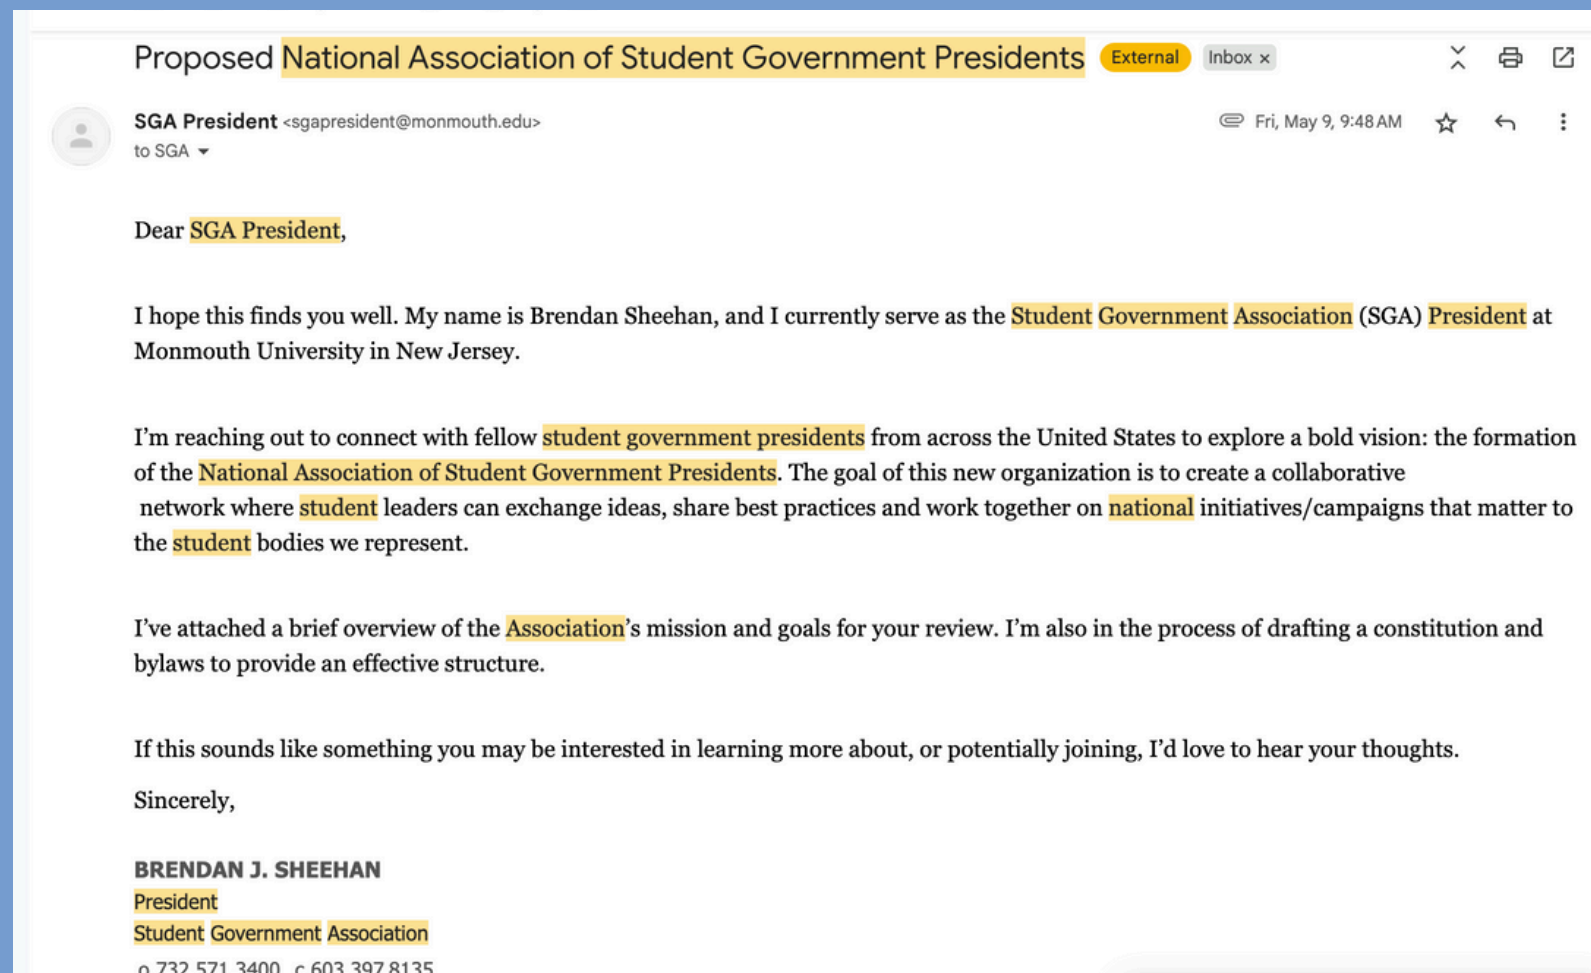 Proposed National Association of Student Government Presidents External Inbox x
SGA President <sgapresident@monmouth.edu> Fri, May 9, 9:48 AM
to SGA
Dear SGA President,
I hope this finds you well. My name is Brendan Sheehan, and I currently serve as the Student Government Association (SGA) President at
Monmouth University in New Jersey.
I’m reaching out to connect with fellow student government presidents from across the United States to explore a bold vision: the formation
of the National Association of Student Government Presidents. The goal of this new organization is to create a collaborative
network where student leaders can exchange ideas, share best practices and work together on national initiatives/campaigns that matter to
the student bodies we represent.
I’ve attached a brief overview of the Association’s mission and goals for your review. I’m also in the process of drafting a constitution and
bylaws to provide an effective structure.
If this sounds like something you may be interested in learning more about, or potentially joining, I’d love to hear your thoughts.
Sincerely,
BRENDAN J. SHEEHAN
President
Student Government Association
o 732.571.3400 c 603.397.8135